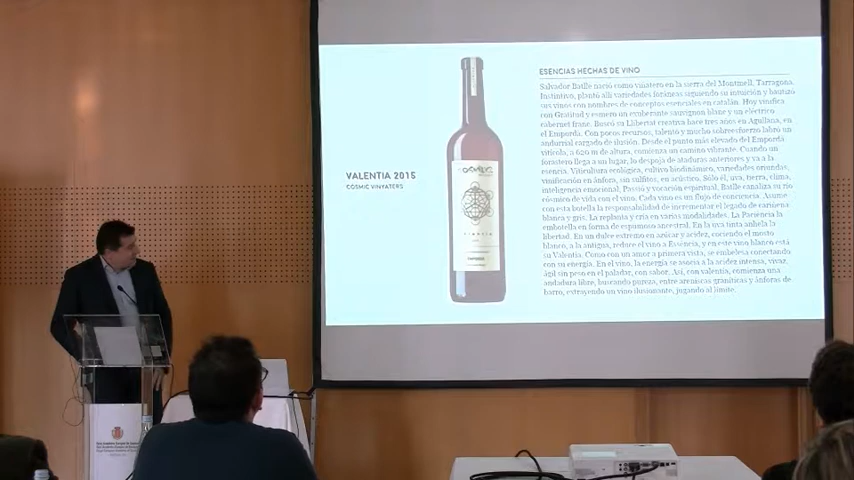 ESENCIAS HECHAS DE VINO
Salvador Batlle nació como viñatero en la sierra del Montmell, Tarragona.
Instintivo, plantó allí variedades foráneas siguiendo su intuición y bautizó
sus vinos con nombres de conceptos esenciales en catalán. Hoy vinifica
con Gratitud y esmero un exuberante sauvignon blanc y un eléctrico
cabernet franc. Buscó su Llibertat creativa hace tres años en Agullana, en
el Empordà. Con pocos recursos, talento y mucho sobresfuerzo labró un
andurrial cargado de ilusión. Desde el punto más elevado del Empordà
vitícola, a 620 m de altura, comienza un camino vibrante. Cuando un
forastero llega a un lugar, lo despoja de ataduras anteriores y va a la
esencia. Viticultura ecológica, cultivo biodinámico, variedades oriundas,
vinificación en ánfora, sin sulfitos, en acústico. Sólo él, uva, tierra, clima,
inteligencia emocional, Passió y vocación espiritual. Batlle canaliza su río
cósmico de vida con el vino. Cada vino es un flujo de conciencia. Asume
con esta botella la responsabilidad de incrementar el legado de cariñena
blanca y gris. La replanta y cría en varias modalidades. La Paciència la
embotella en forma de espumoso ancestral. En la uva tinta anhela la
libertad. En un dulce extremo en azúcar y acidez, cociendo el mosto
blanco, a la antigua, reduce el vino a Essència, y en este vino blanco está
su Valentia. Como con un amor a primera vista, se embelesa conectando
con su energía. En el vino, la energía se asocia a la acidez intensa, vivaz,
ágil sin peso en el paladar, con sabor. Así, con valentía, comienza una
andadura libre, buscando pureza, entre areniscas graníticas y ánforas de
barro, extrayendo un vino ilusionante, jugando al límite.
VALENTIA 2015
COSMIC VINYATERS